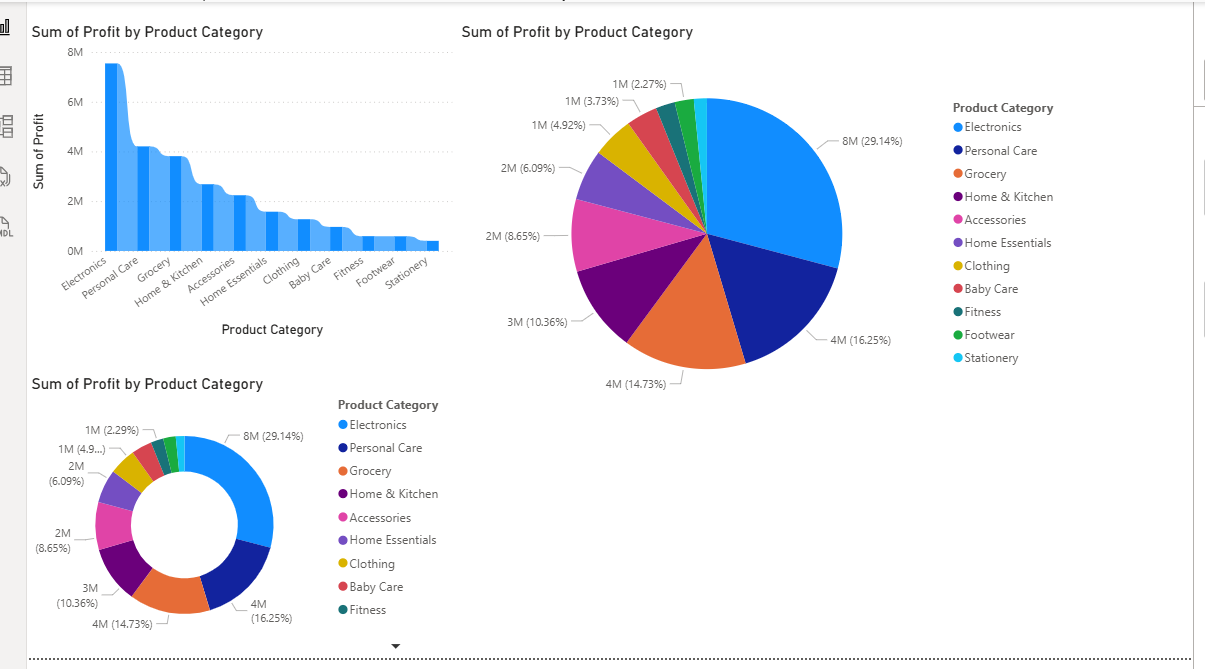 Sum of Profit by Product Category
8M
6M
4M
2M
0M
Sum of Profit
Electronics
Personal Care
Grocery
Home & Kitchen
Accessories
Home Essentials
Clothing
Baby Care
Fitness
Footwear
Stationery
Product Category
Sum of Profit by Product Category
1M (2.27%)
1M (3.73%)
1M (4.92%)
2M (6.09%)
2M (8.65%)
3M (10.36%)
4M (14.73%)
4M (16.25%)
8M (29.14%)
Product Category
Electronics
Personal Care
Grocery
Home & Kitchen
Accessories
Home Essentials
Clothing
Baby Care
Fitness
Footwear
Stationery
Sum of Profit by Product Category
1M (2.29%)
1M (4.9...)
2M
(6.09%)
2M
(8.65%)
3M
(10.36%)
4M (14.73%)
4M
(16.25%)
8M (29.14%)
Product Category
Electronics
Personal Care
Grocery
Home & Kitchen
Accessories
Home Essentials
Clothing
Baby Care
Fitness